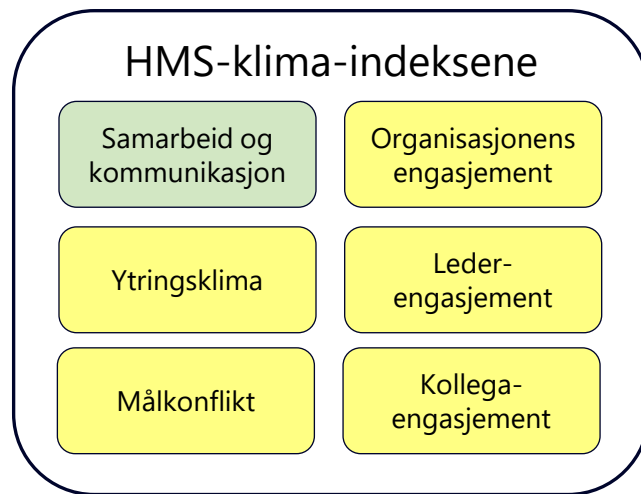 HMS-klima-indeksene
Samarbeid og
kommunikasjon
Organisasjonens
engasjement
Ytringsklima
Leder-
engasjement
Målkonflikt
Kollega-
engasjement